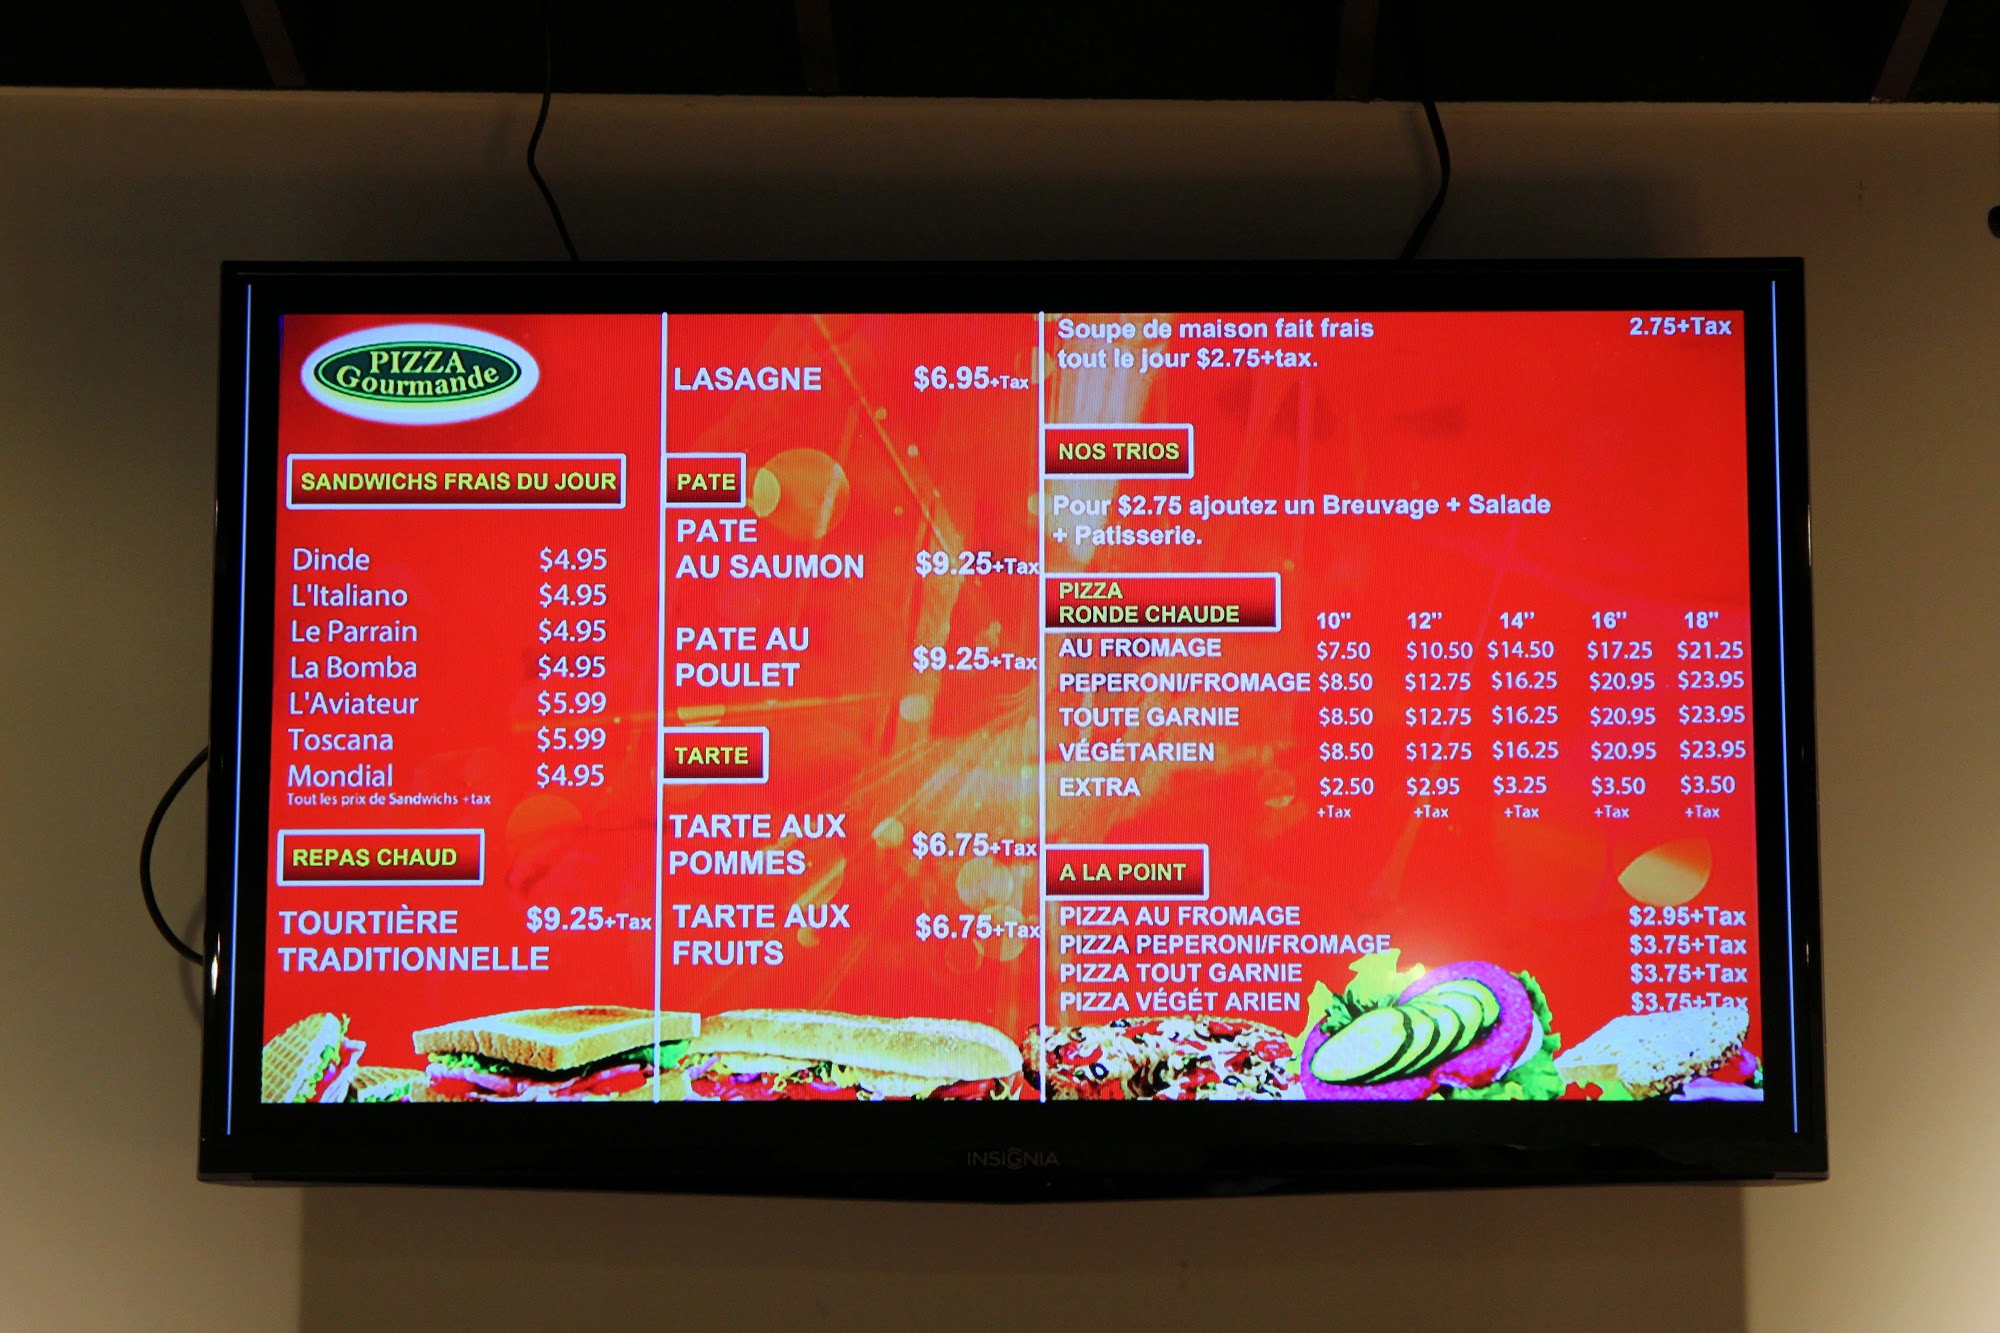 PIZZA
Gourmande
SANDWICHS FRAIS DU JOUR
Dinde $4.95
L'Italiano $4.95
Le Parrain $4.95
La Bomba $4.95
L'Aviateur $5.99
Toscana $5.99
Mondial $4.95
Tout les prix de Sandwichs +tax
REPAS CHAUD
TOURTIÈRE $9.25+Tax
TRADITIONNELLE
LASAGNE $6.95+Tax
PATE
PATE
AU SAUMON $9.25+Tax
PATE AU
POULET $9.25+Tax
TARTE
TARTE AUX
POMMES $6.75+Tax
TARTE AUX
FRUITS $6.75+Tax
Soupe de maison fait frais 2.75+Tax
tout le jour $2.75+tax.
NOS TRIOS
Pour $2.75 ajoutez un Breuvage + Salade
+ Patisserie.
PIZZA
RONDE CHAUDE 10" 12" 14" 16" 18"
AU FROMAGE $7.50 $10.50 $14.50 $17.25 $21.25
PEPERONI/FROMAGE $8.50 $12.75 $16.25 $20.95 $23.95
TOUTE GARNIE $8.50 $12.75 $16.25 $20.95 $23.95
VÉGÉTARIEN $8.50 $12.75 $16.25 $20.95 $23.95
EXTRA $2.50 $2.95 $3.25 $3.50 $3.50
+Tax +Tax +Tax +Tax +Tax
A LA POINT
PIZZA AU FROMAGE $2.95+Tax
PIZZA PEPERONI/FROMAGE $3.75+Tax
PIZZA TOUT GARNIE $3.75+Tax
PIZZA VÉGÉT ARIEN $3.75+Tax
INSIGNIA